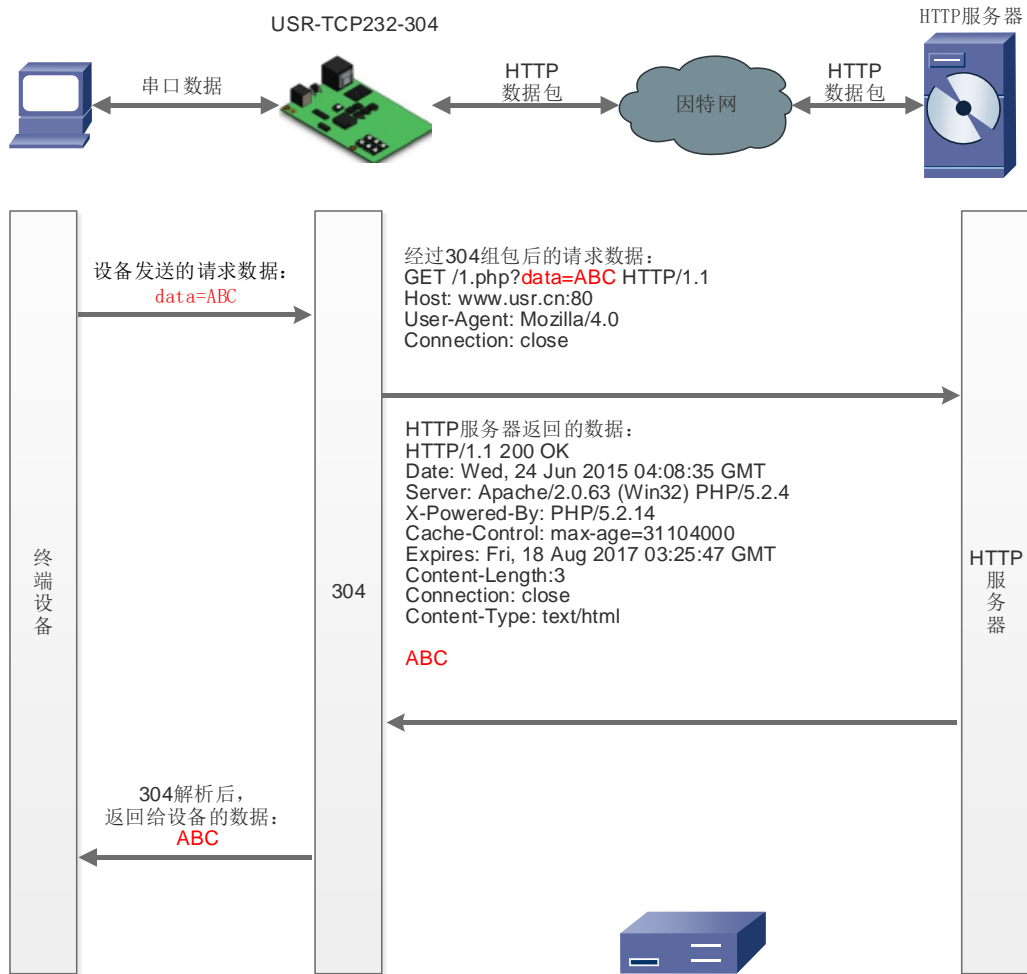 USR-TCP232-304
HTTP服务器
串口数据
HTTP
数据包
因特网
HTTP
数据包
设备发送的请求数据：
data=ABC
经过304组包后的请求数据：
GET /1.php?data=ABC HTTP/1.1
Host: www.usr.cn:80
User-Agent: Mozilla/4.0
Connection: close
HTTP服务器返回的数据：
HTTP/1.1 200 OK
Date: Wed, 24 Jun 2015 04:08:35 GMT
Server: Apache/2.0.63 (Win32) PHP/5.2.4
X-Powered-By: PHP/5.2.14
Cache-Control: max-age=31104000
Expires: Fri, 18 Aug 2017 03:25:47 GMT
Content-Length:3
Connection: close
Content-Type: text/html
ABC
终
端
设
备
304
HTTP
服
务
器
304解析后，
返回给设备的数据：
ABC